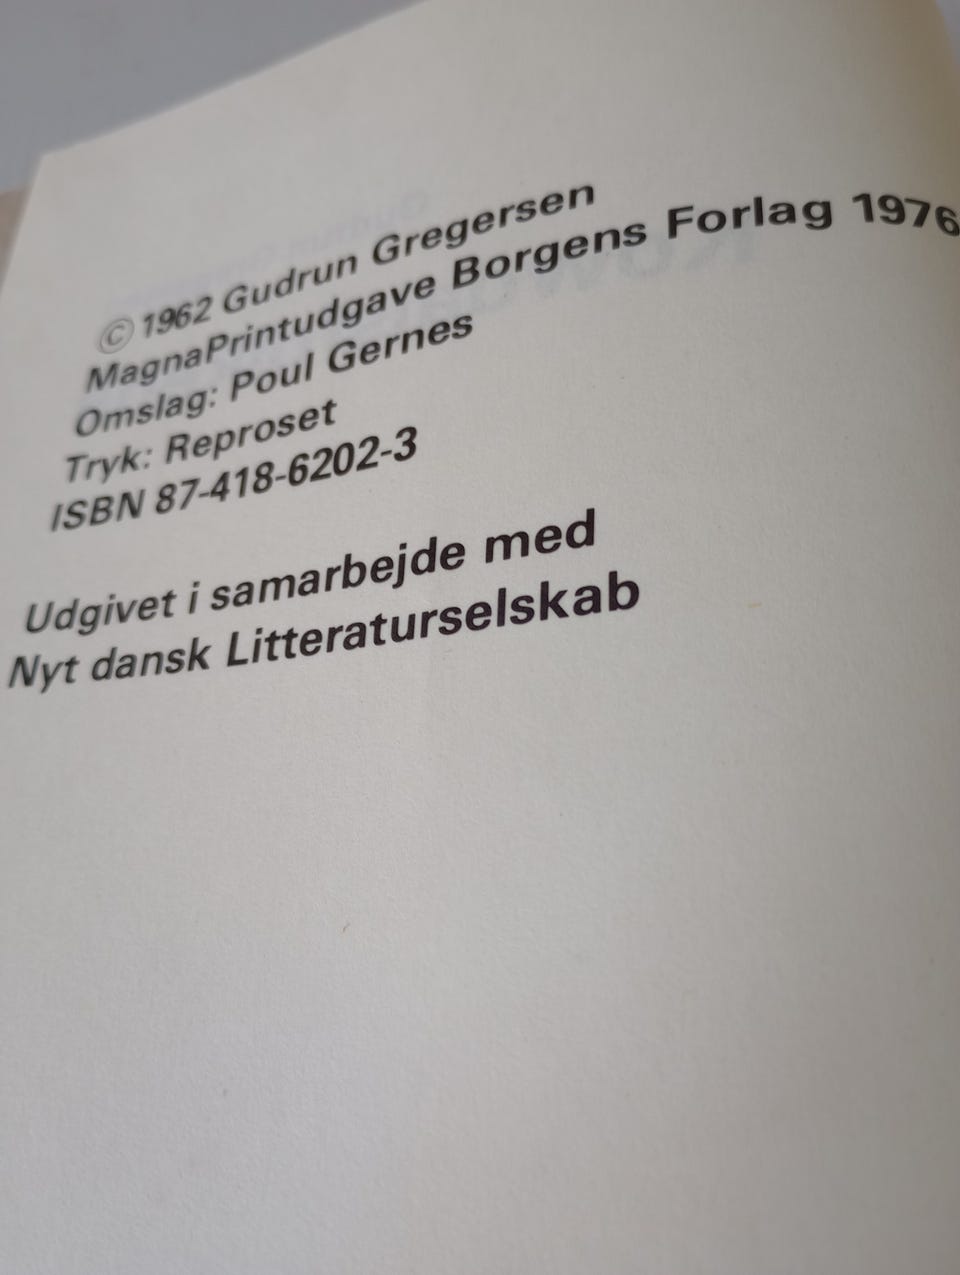 © 1962 Gudrun Gregersen
MagnaPrintudgave Borgens Forlag 1976
Omslag: Poul Gernes
Tryk: Reproset
ISBN 87-418-6202-3
Udgivet i samarbejde med
Nyt dansk Litteraturselskab